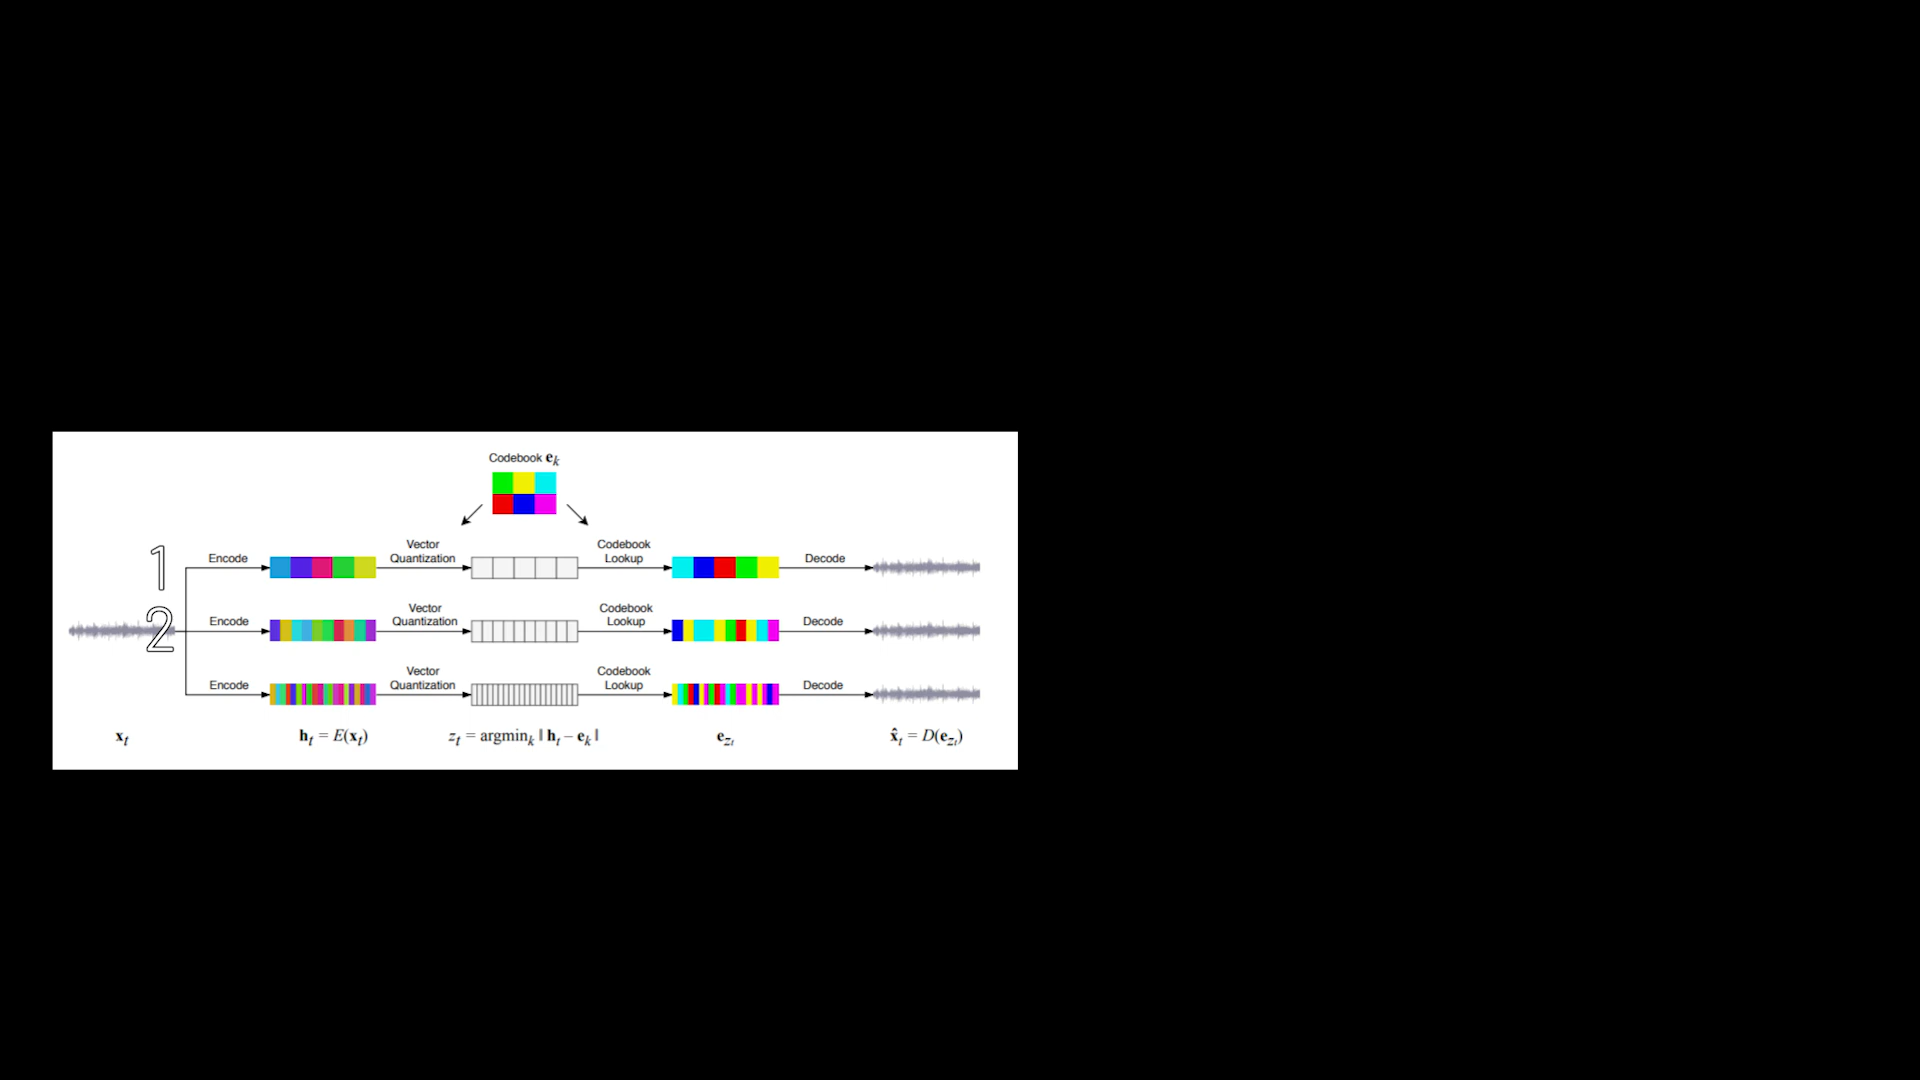 Codebook e_k
1
Encode
Vector
Quantization
Codebook
Lookup
Decode
2
Encode
Vector
Quantization
Codebook
Lookup
Decode
Encode
Vector
Quantization
Codebook
Lookup
Decode
x_t
h_t = E(x_t)
z_t = argmin_k ‖ h_t – e_k ‖
e_{z_t}
x̂_t = D(e_{z_t})